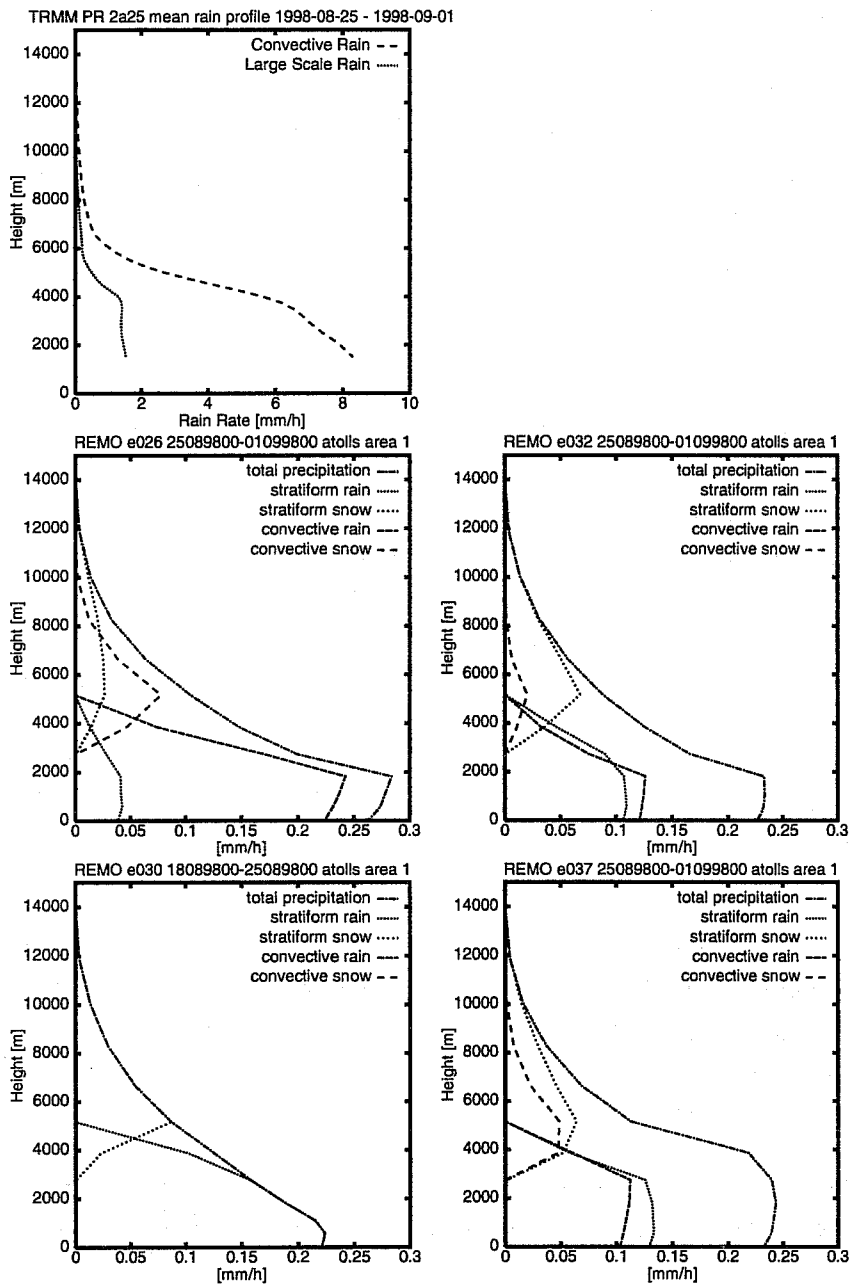 TRMM PR 2a25 mean rain profile 1998-08-25 - 1998-09-01
Convective Rain
Large Scale Rain
14000
12000
10000
8000
6000
4000
2000
0
Height [m]
0 2 4 6 8 10
Rain Rate [mm/h]
REMO e026 25089800-01099800 atolls area 1
total precipitation
stratiform rain
stratiform snow
convective rain
convective snow
14000
12000
10000
8000
6000
4000
2000
0
Height [m]
0 0.05 0.1 0.15 0.2 0.25 0.3
[mm/h]
REMO e032 25089800-01099800 atolls area 1
total precipitation
stratiform rain
stratiform snow
convective rain
convective snow
14000
12000
10000
8000
6000
4000
2000
0
Height [m]
0 0.05 0.1 0.15 0.2 0.25 0.3
[mm/h]
REMO e030 18089800-25089800 atolls area 1
total precipitation
stratiform rain
stratiform snow
convective rain
convective snow
14000
12000
10000
8000
6000
4000
2000
0
Height [m]
0 0.05 0.1 0.15 0.2 0.25 0.3
[mm/h]
REMO e037 25089800-01099800 atolls area 1
total precipitation
stratiform rain
stratiform snow
convective rain
convective snow
14000
12000
10000
8000
6000
4000
2000
0
Height [m]
0 0.05 0.1 0.15 0.2 0.25 0.3
[mm/h]